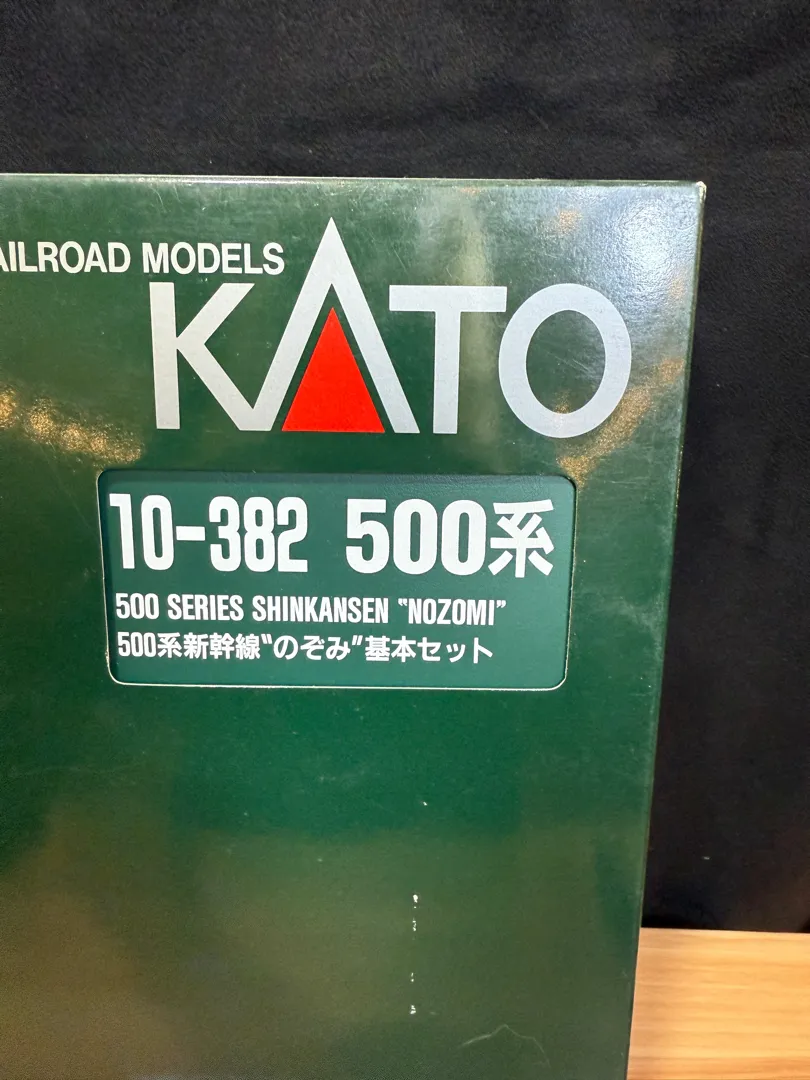 AILROAD MODELS
KATO
10-382 500系
500 SERIES SHINKANSEN “NOZOMI”
500系新幹線“のぞみ”基本セット